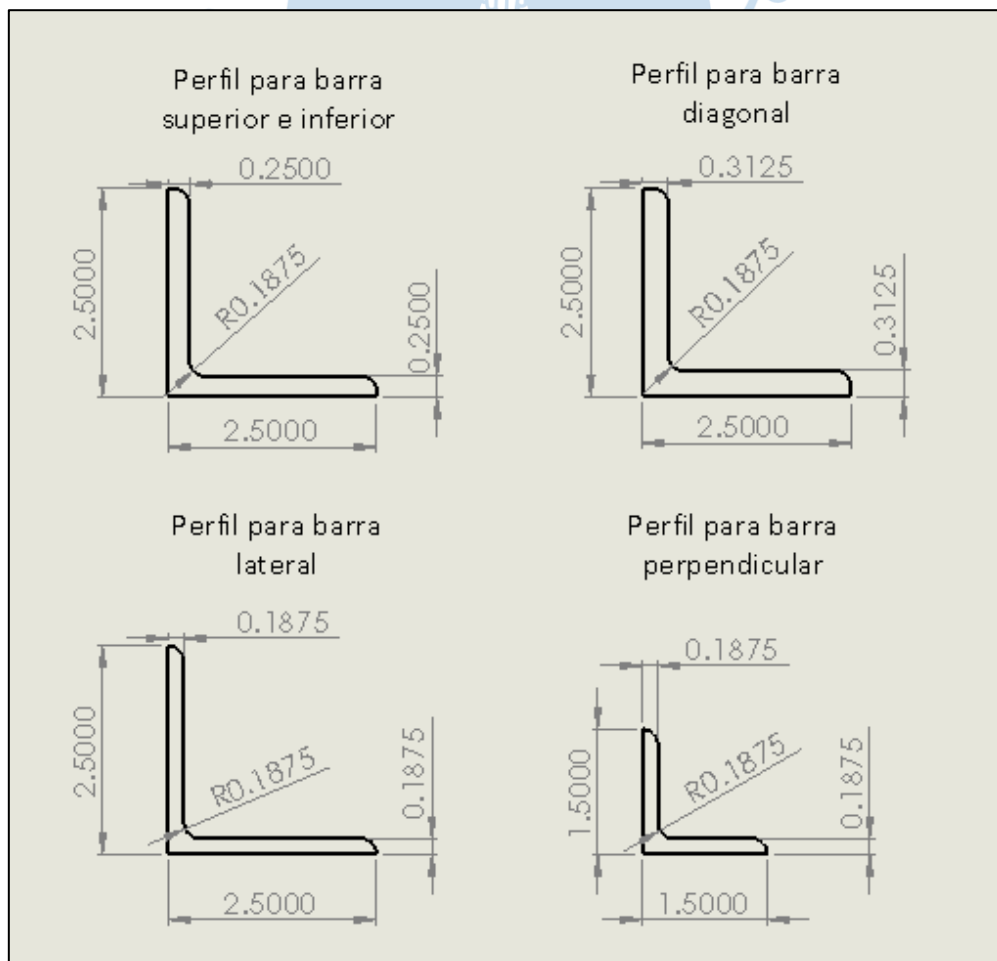 Perfil para barra
superior e inferior
0.2500
2.5000
R0.1875
0.2500
2.5000
Perfil para barra
diagonal
0.3125
2.5000
R0.1875
0.3125
2.5000
Perfil para barra
lateral
0.1875
2.5000
R0.1875
0.1875
2.5000
Perfil para barra
perpendicular
0.1875
1.5000
R0.1875
0.1875
1.5000